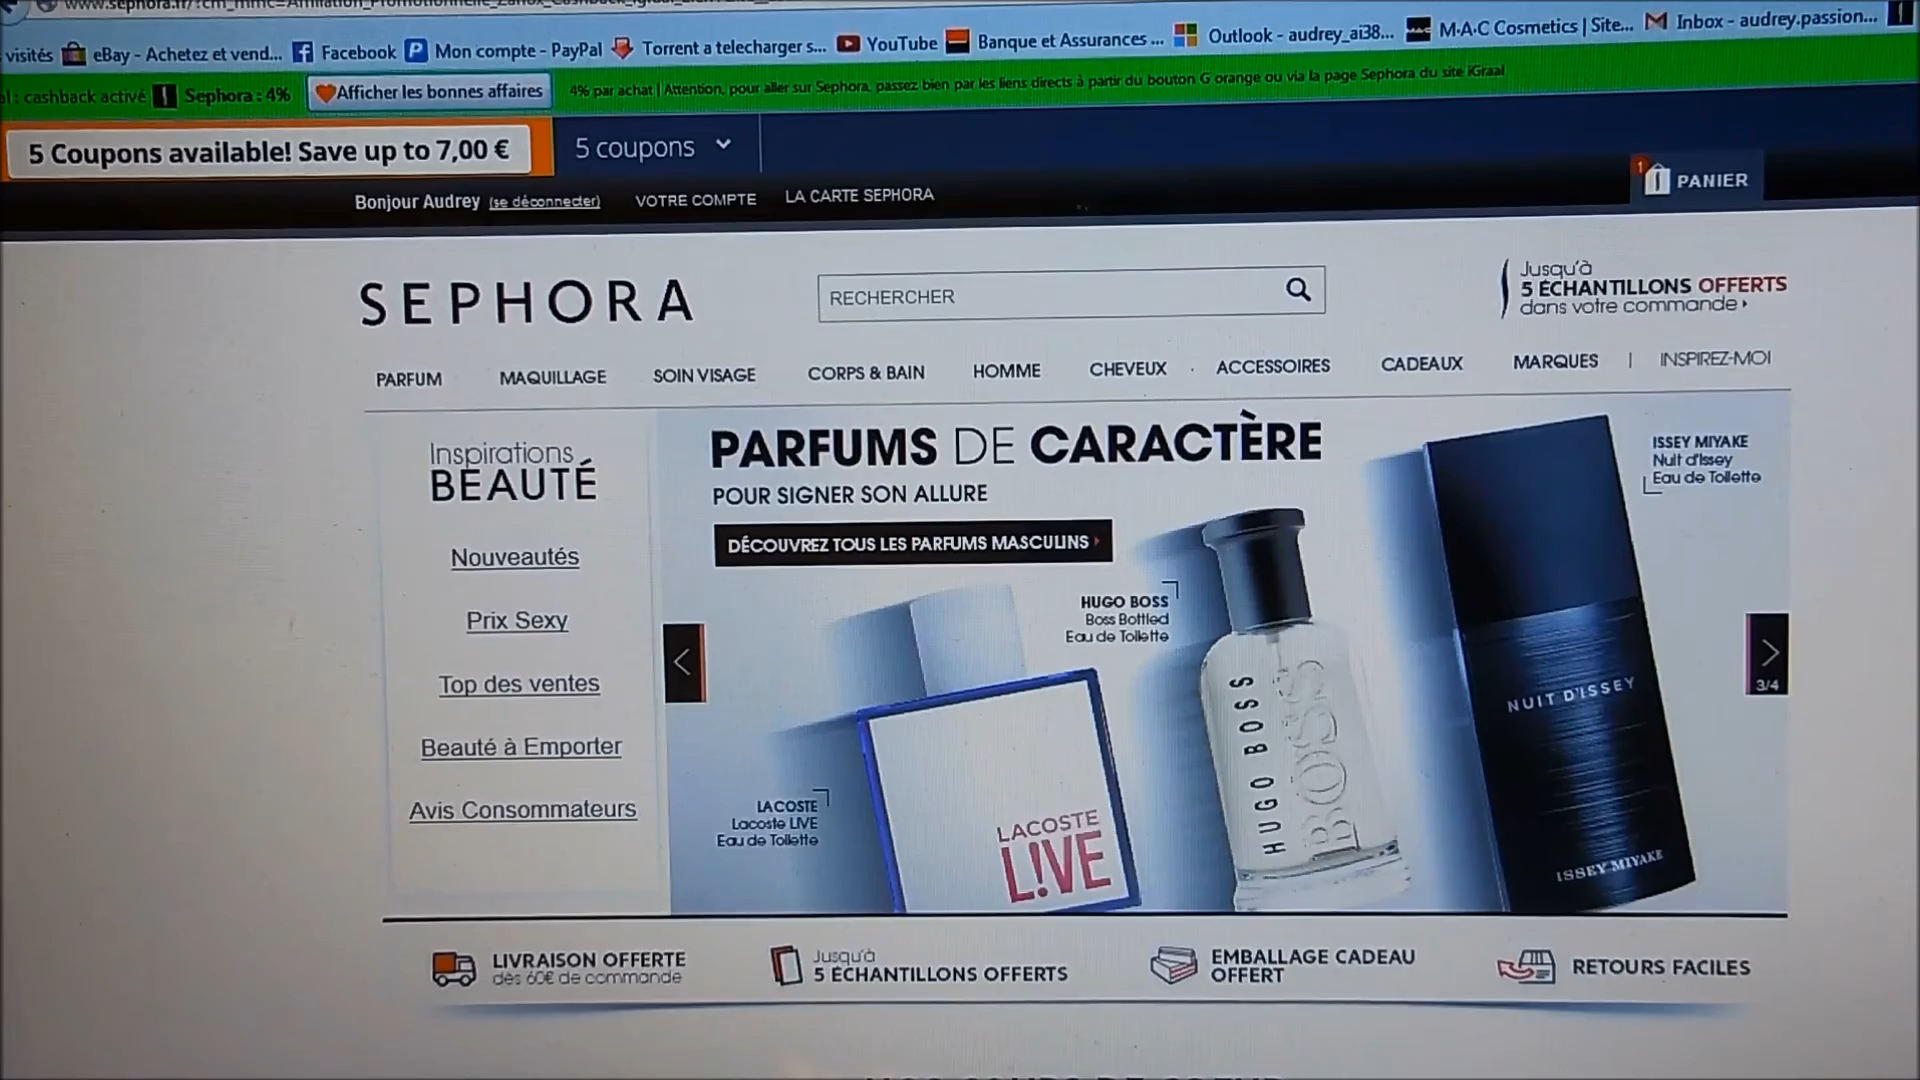 visités eBay - Achetez et vend... Facebook Mon compte - PayPal Torrent a telecharger s... YouTube Banque et Assurances ... Outlook - audrey_ai38... M·A·C Cosmetics | Site... Inbox - audrey.passion...
: cashback activé Sephora : 4% Afficher les bonnes affaires 4% par achat | Attention, pour aller sur Sephora, passez bien par les liens directs à partir du bouton G orange ou via la page Sephora du site iGraal
5 Coupons available! Save up to 7,00 € 5 coupons
Bonjour Audrey (se déconnecter) VOTRE COMPTE LA CARTE SEPHORA 1 PANIER
SEPHORA
RECHERCHER
Jusqu'à
5 ÉCHANTILLONS OFFERTS
dans votre commande
PARFUM MAQUILLAGE SOIN VISAGE CORPS & BAIN HOMME CHEVEUX ACCESSOIRES CADEAUX MARQUES | INSPIREZ-MOI
Inspirations
BEAUTÉ
Nouveautés
Prix Sexy
Top des ventes
Beauté à Emporter
Avis Consommateurs
PARFUMS DE CARACTÈRE
POUR SIGNER SON ALLURE
DÉCOUVREZ TOUS LES PARFUMS MASCULINS
ISSEY MIYAKE
Nuit d'Issey
Eau de Toilette
HUGO BOSS
Boss Bottled
Eau de Toilette
LACOSTE
Lacoste LIVE
Eau de Toilette
LACOSTE
L!VE
HUGO BOSS
BOSS
NUIT D'ISSEY
ISSEY MIYAKE
3/4
LIVRAISON OFFERTE
dès 60€ de commande
Jusqu'à
5 ÉCHANTILLONS OFFERTS
EMBALLAGE CADEAU
OFFERT
RETOURS FACILES